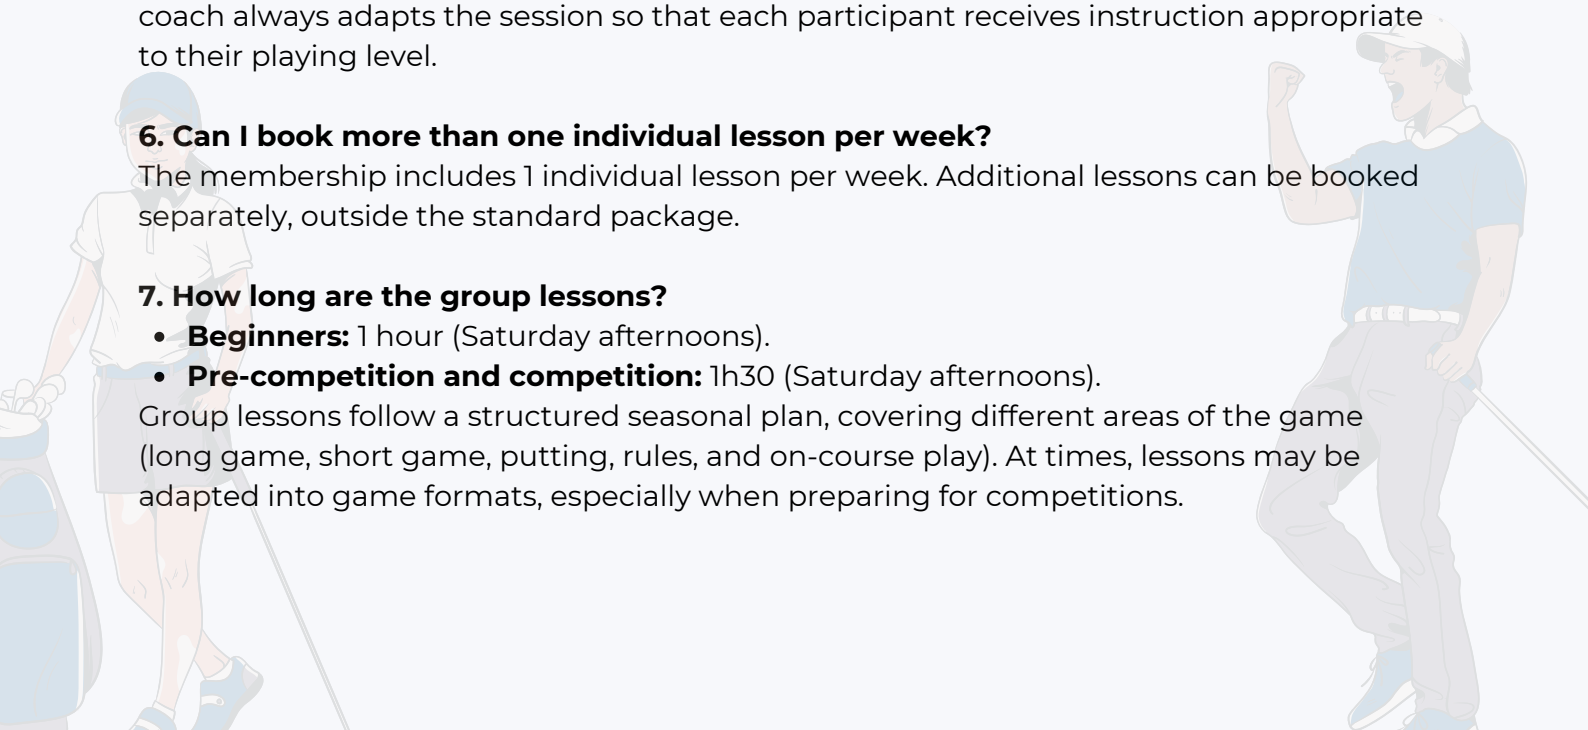 coach always adapts the session so that each participant receives instruction appropriate
to their playing level.
6. Can I book more than one individual lesson per week?
The membership includes 1 individual lesson per week. Additional lessons can be booked
separately, outside the standard package.
7. How long are the group lessons?
• Beginners: 1 hour (Saturday afternoons).
• Pre-competition and competition: 1h30 (Saturday afternoons).
Group lessons follow a structured seasonal plan, covering different areas of the game
(long game, short game, putting, rules, and on-course play). At times, lessons may be
adapted into game formats, especially when preparing for competitions.